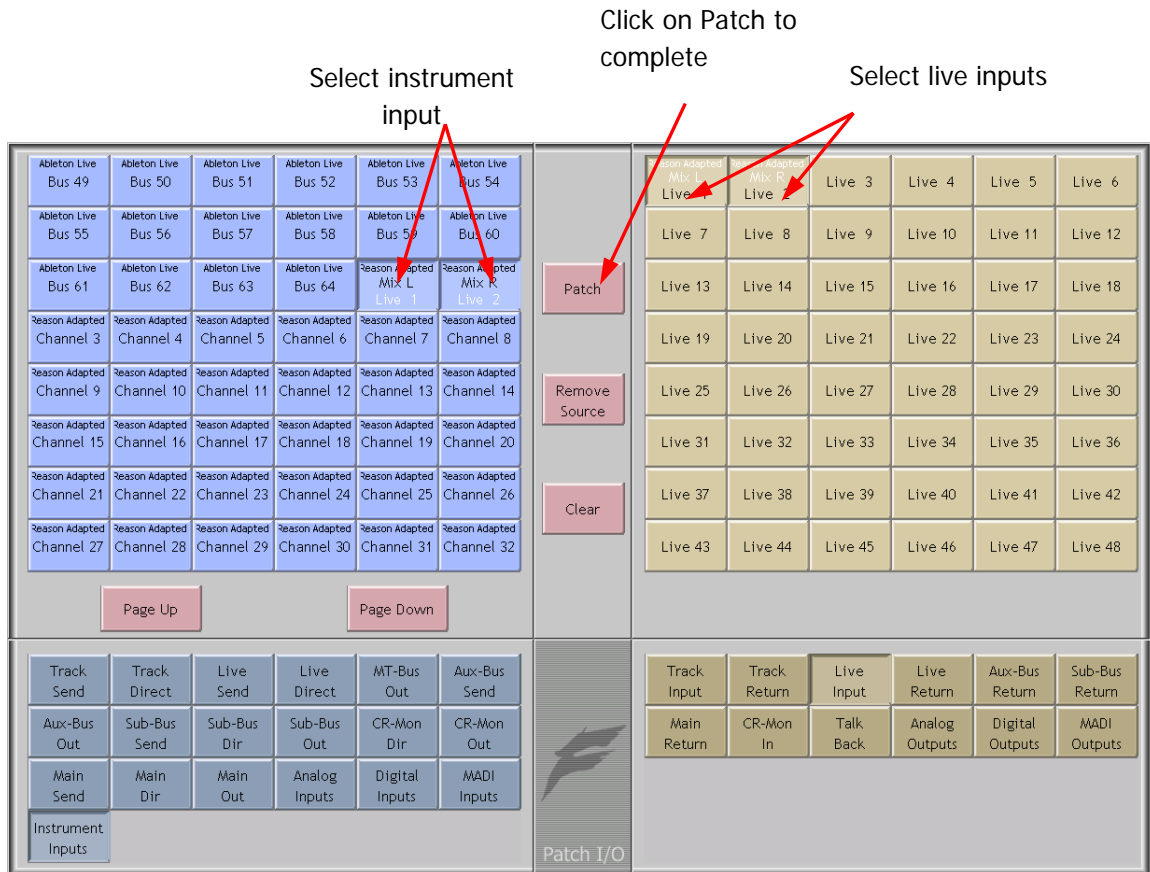 Click on Patch to
complete
Select instrument
input
Select live inputs
Ableton Live Ableton Live Ableton Live Ableton Live Ableton Live Ableton Live
Bus 49 Bus 50 Bus 51 Bus 52 Bus 53 Bus 54
Ableton Live Ableton Live Ableton Live Ableton Live Ableton Live Ableton Live
Bus 55 Bus 56 Bus 57 Bus 58 Bus 59 Bus 60
Ableton Live Ableton Live Ableton Live Ableton Live Reason Adapted Reason Adapted
Bus 61 Bus 62 Bus 63 Bus 64 Mix L Mix R
Live 1 Live 2
Reason Adapted Reason Adapted Reason Adapted Reason Adapted Reason Adapted Reason Adapted
Channel 3 Channel 4 Channel 5 Channel 6 Channel 7 Channel 8
Reason Adapted Reason Adapted Reason Adapted Reason Adapted Reason Adapted Reason Adapted
Channel 9 Channel 10 Channel 11 Channel 12 Channel 13 Channel 14
Reason Adapted Reason Adapted Reason Adapted Reason Adapted Reason Adapted Reason Adapted
Channel 15 Channel 16 Channel 17 Channel 18 Channel 19 Channel 20
Reason Adapted Reason Adapted Reason Adapted Reason Adapted Reason Adapted Reason Adapted
Channel 21 Channel 22 Channel 23 Channel 24 Channel 25 Channel 26
Reason Adapted Reason Adapted Reason Adapted Reason Adapted Reason Adapted Reason Adapted
Channel 27 Channel 28 Channel 29 Channel 30 Channel 31 Channel 32
Page Up Page Down
Patch
Remove
Source
Clear
Reason Adapted Reason Adapted
Mix L Mix R
Live 1 Live 2 Live 3 Live 4 Live 5 Live 6
Live 7 Live 8 Live 9 Live 10 Live 11 Live 12
Live 13 Live 14 Live 15 Live 16 Live 17 Live 18
Live 19 Live 20 Live 21 Live 22 Live 23 Live 24
Live 25 Live 26 Live 27 Live 28 Live 29 Live 30
Live 31 Live 32 Live 33 Live 34 Live 35 Live 36
Live 37 Live 38 Live 39 Live 40 Live 41 Live 42
Live 43 Live 44 Live 45 Live 46 Live 47 Live 48
Track Track Live Live MT-Bus Aux-Bus
Send Direct Send Direct Out Send
Aux-Bus Sub-Bus Sub-Bus Sub-Bus CR-Mon CR-Mon
Out Send Dir Out Dir Out
Main Main Main Analog Digital MADI
Send Dir Out Inputs Inputs Inputs
Instrument
Inputs
Patch I/O
Track Track Live Live Aux-Bus Sub-Bus
Input Return Input Return Return Return
Main CR-Mon Talk Analog Digital MADI
Return In Back Outputs Outputs Outputs